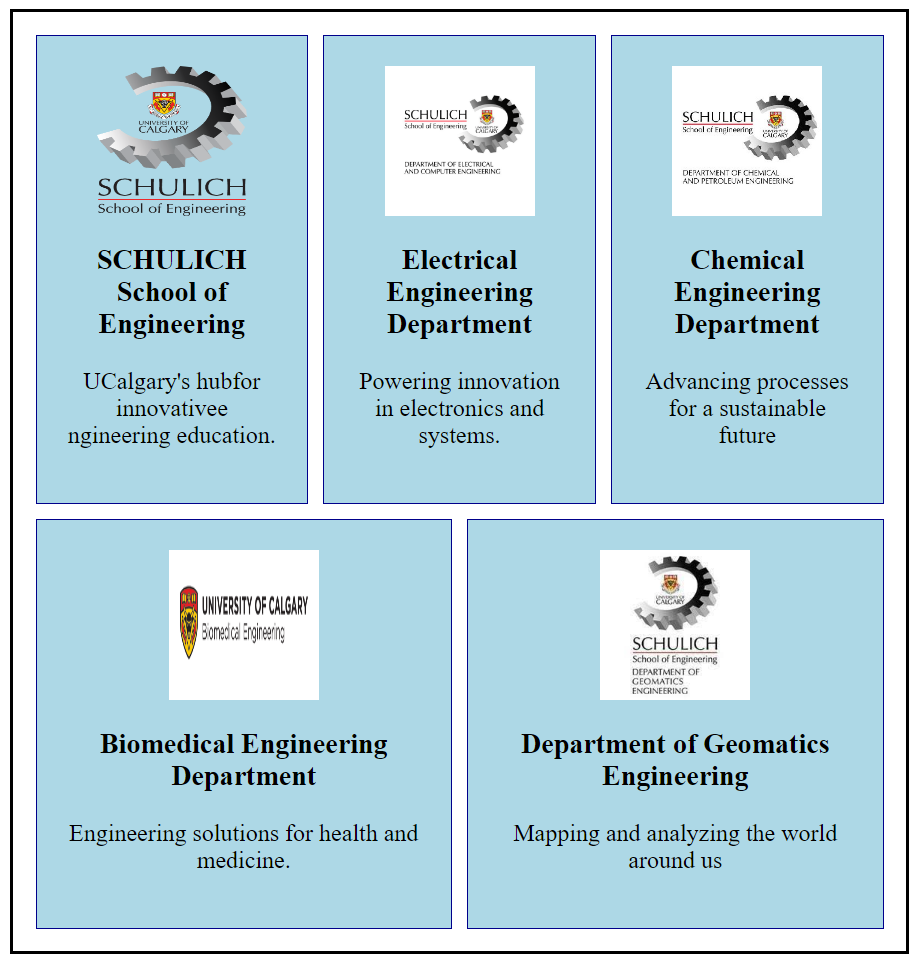 UNIVERSITY OF
CALGARY
SCHULICH
School of Engineering
SCHULICH
School of
Engineering
UCalgary's hubfor
innovativee
ngineering education.
SCHULICH
School of Engineering
UNIVERSITY OF
CALGARY
DEPARTMENT OF ELECTRICAL
AND COMPUTER ENGINEERING
Electrical
Engineering
Department
Powering innovation
in electronics and
systems.
SCHULICH
School of Engineering
UNIVERSITY OF
CALGARY
DEPARTMENT OF CHEMICAL
AND PETROLEUM ENGINEERING
Chemical
Engineering
Department
Advancing processes
for a sustainable
future
UNIVERSITY OF CALGARY
Biomedical Engineering
Biomedical Engineering
Department
Engineering solutions for health and
medicine.
UNIVERSITY OF
CALGARY
SCHULICH
School of Engineering
DEPARTMENT OF
GEOMATICS
ENGINEERING
Department of Geomatics
Engineering
Mapping and analyzing the world
around us